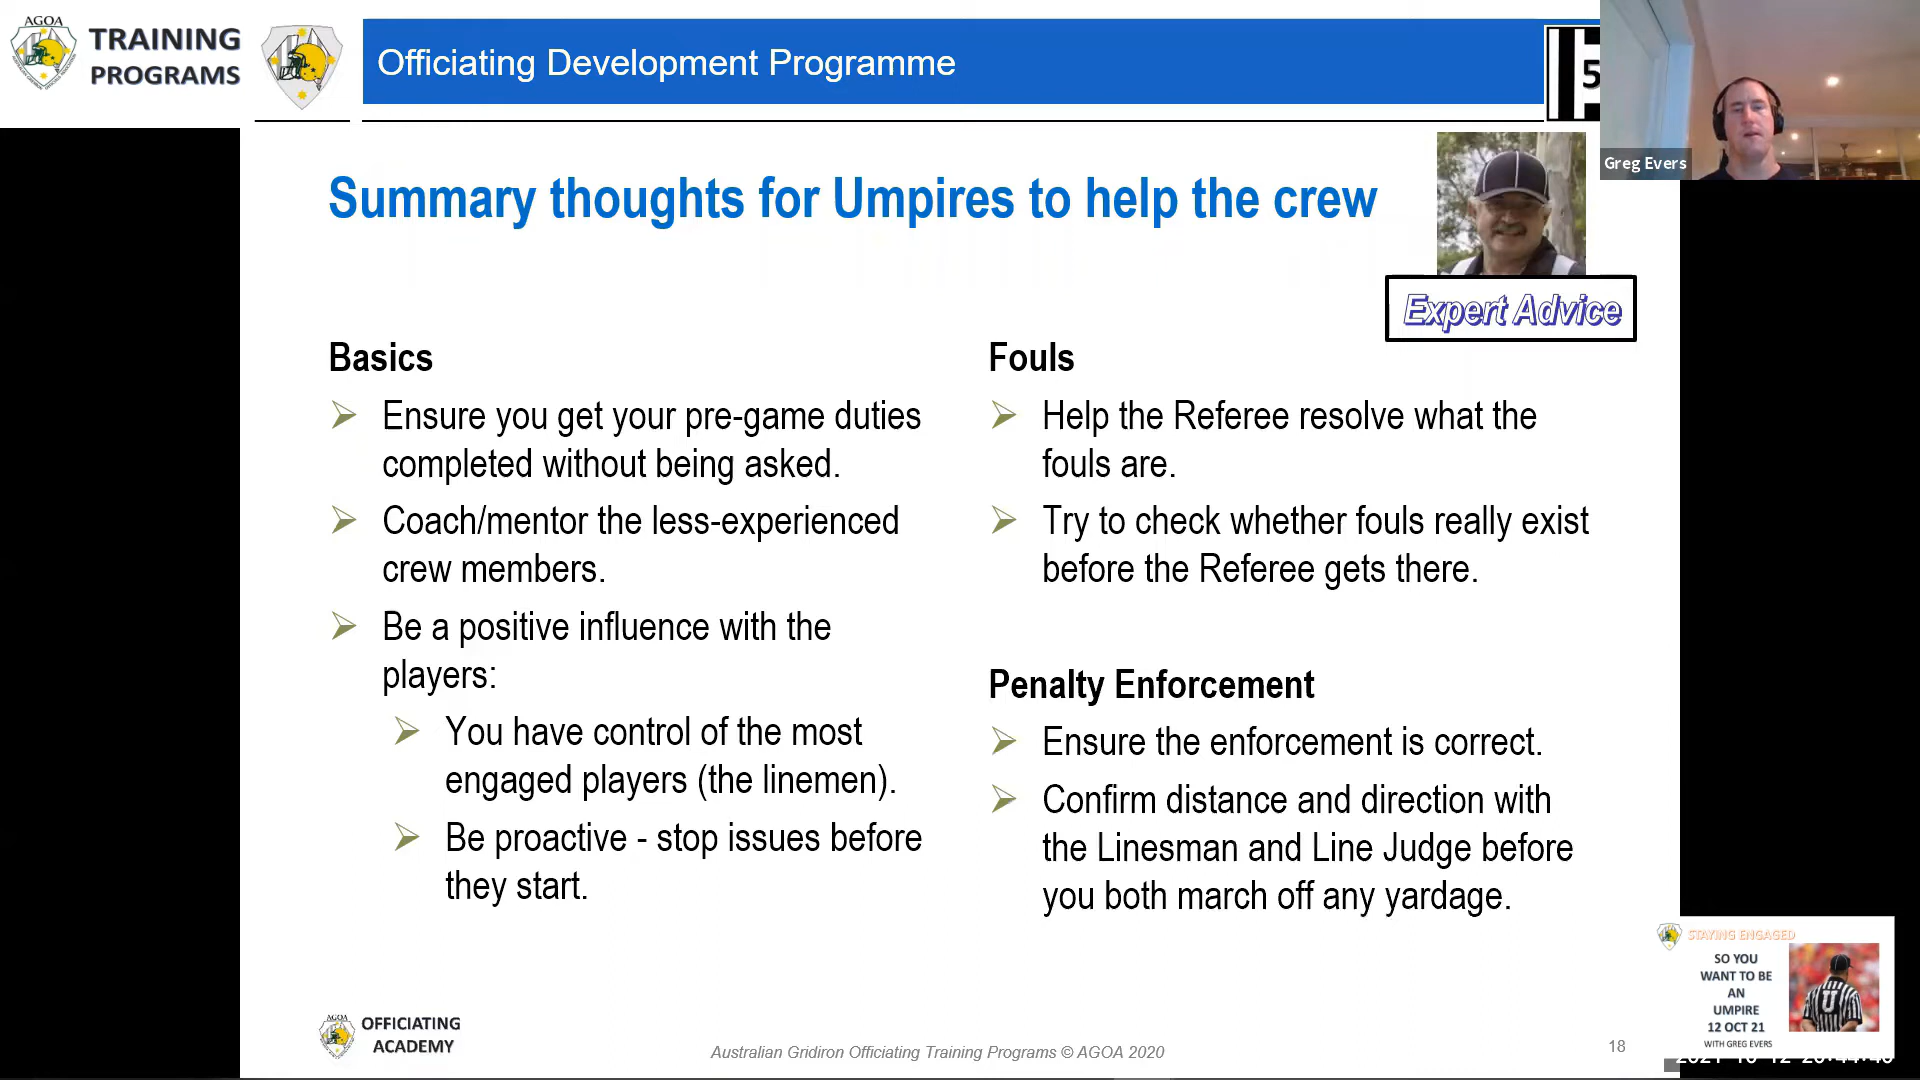 AGOA
TRAINING
PROGRAMS
Officiating Development Programme
5
Greg Evers
Summary thoughts for Umpires to help the crew
Expert Advice
Basics
Ensure you get your pre-game duties
completed without being asked.
Coach/mentor the less-experienced
crew members.
Be a positive influence with the
players:
You have control of the most
engaged players (the linemen).
Be proactive - stop issues before
they start.
Fouls
Help the Referee resolve what the
fouls are.
Try to check whether fouls really exist
before the Referee gets there.
Penalty Enforcement
Ensure the enforcement is correct.
Confirm distance and direction with
the Linesman and Line Judge before
you both march off any yardage.
STAYING ENGAGED
SO YOU
WANT TO BE
AN
UMPIRE
12 OCT 21
WITH GREG EVERS
U
AGOA
OFFICIATING
ACADEMY
Australian Gridiron Officiating Training Programs © AGOA 2020
18